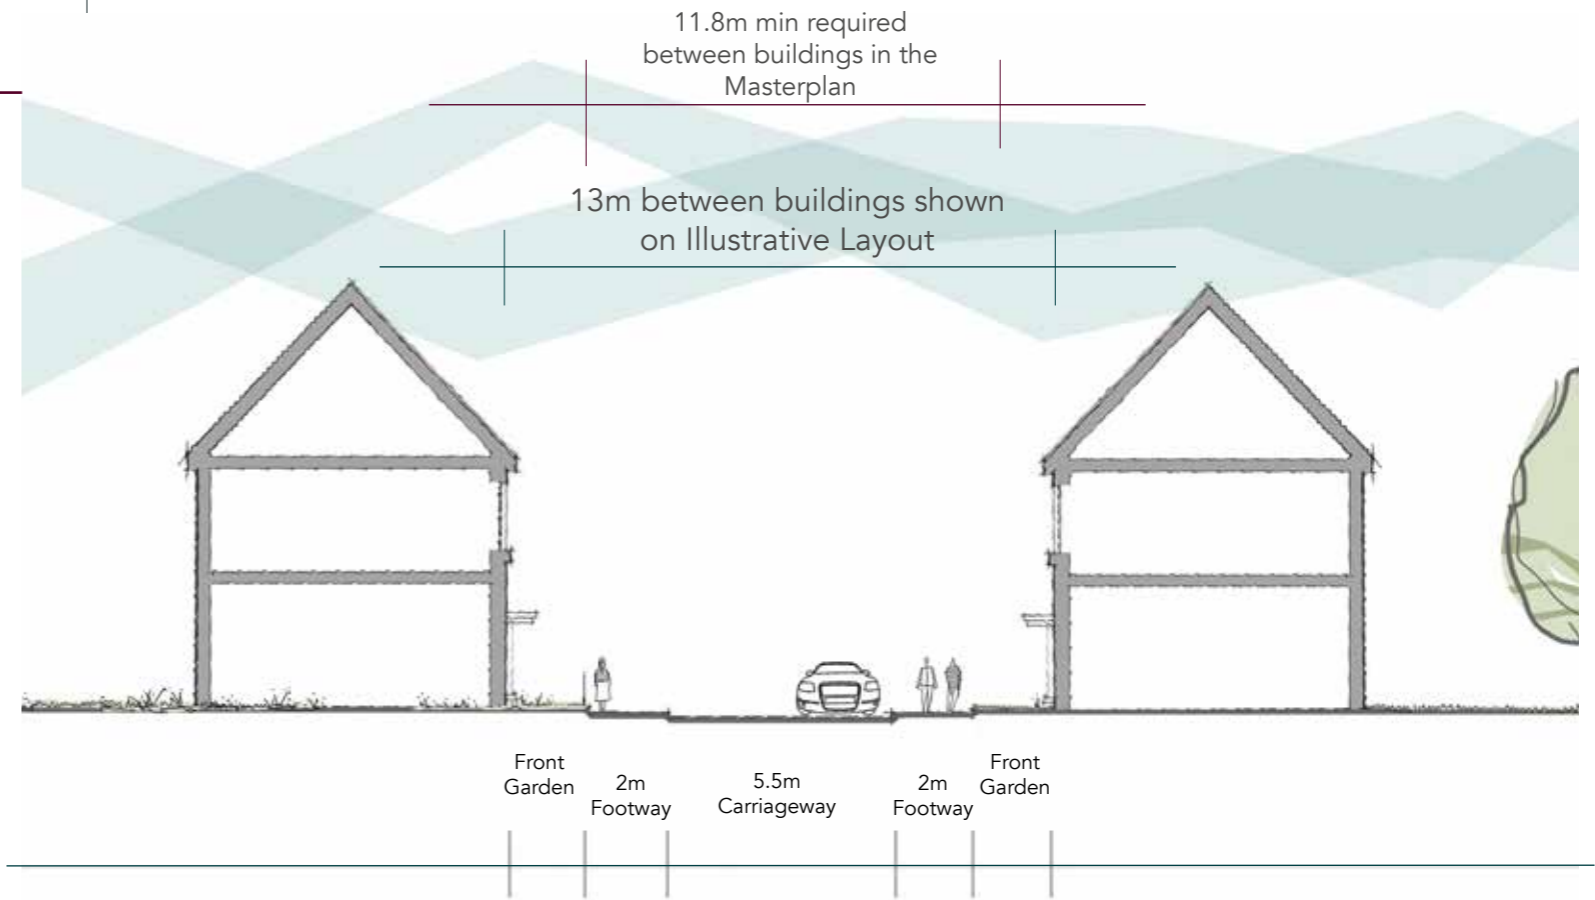 11.8m min required
between buildings in the
Masterplan
13m between buildings shown
on Illustrative Layout
Front
Garden
2m
Footway
5.5m
Carriageway
2m
Footway
Front
Garden